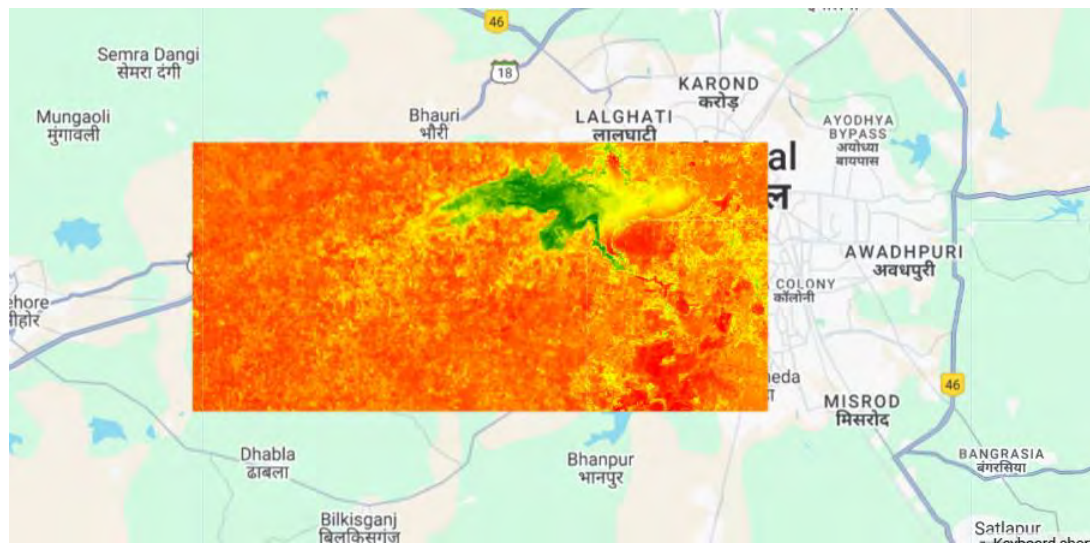 46
Semra Dangi
सेमरा दंगी
18
KAROND
करोंद
Mungaoli
मुंगावली
Bhauri
भौरी
LALGHATI
लालघाटी
AYODHYA
BYPASS
अयोध्या
बायपास
al
ल
AWADHPURI
अवधपुरी
COLONY
कॉलोनी
ehore
नीहोर
46
MISROD
मिसरोद
Dhabla
ढाबला
Bhanpur
भानपुर
BANGRASIA
बंगरसिया
Bilkisganj
बिलकिसगंज
Satlapur